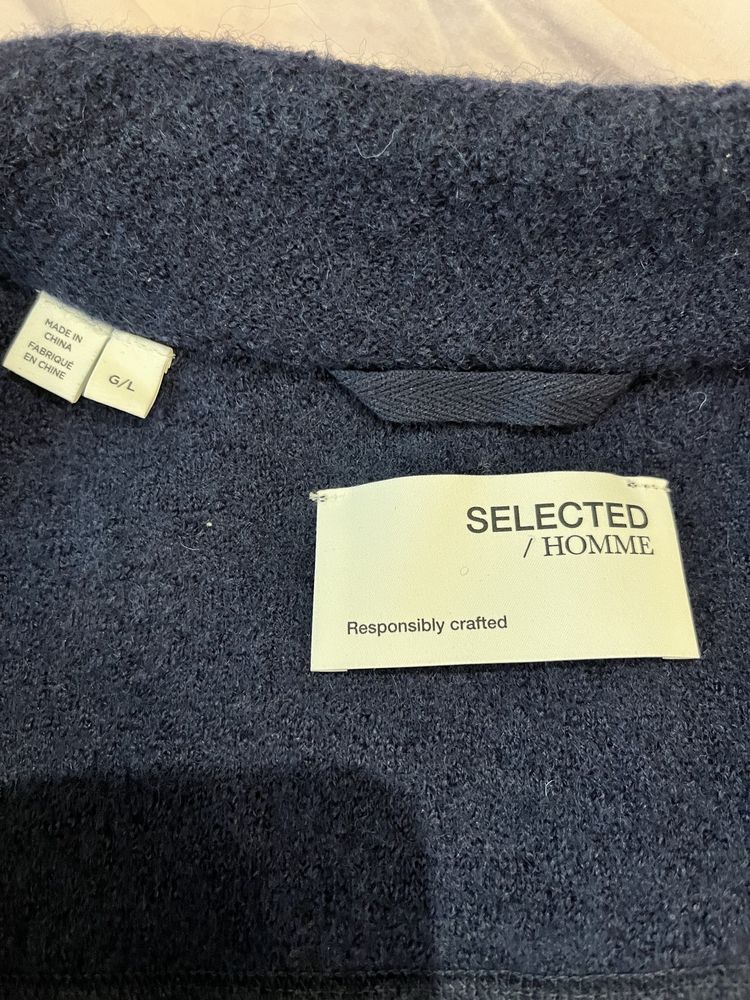 MADE IN
CHINA
FABRIQUÉ
EN CHINE
G/L
SELECTED
/ HOMME
Responsibly crafted